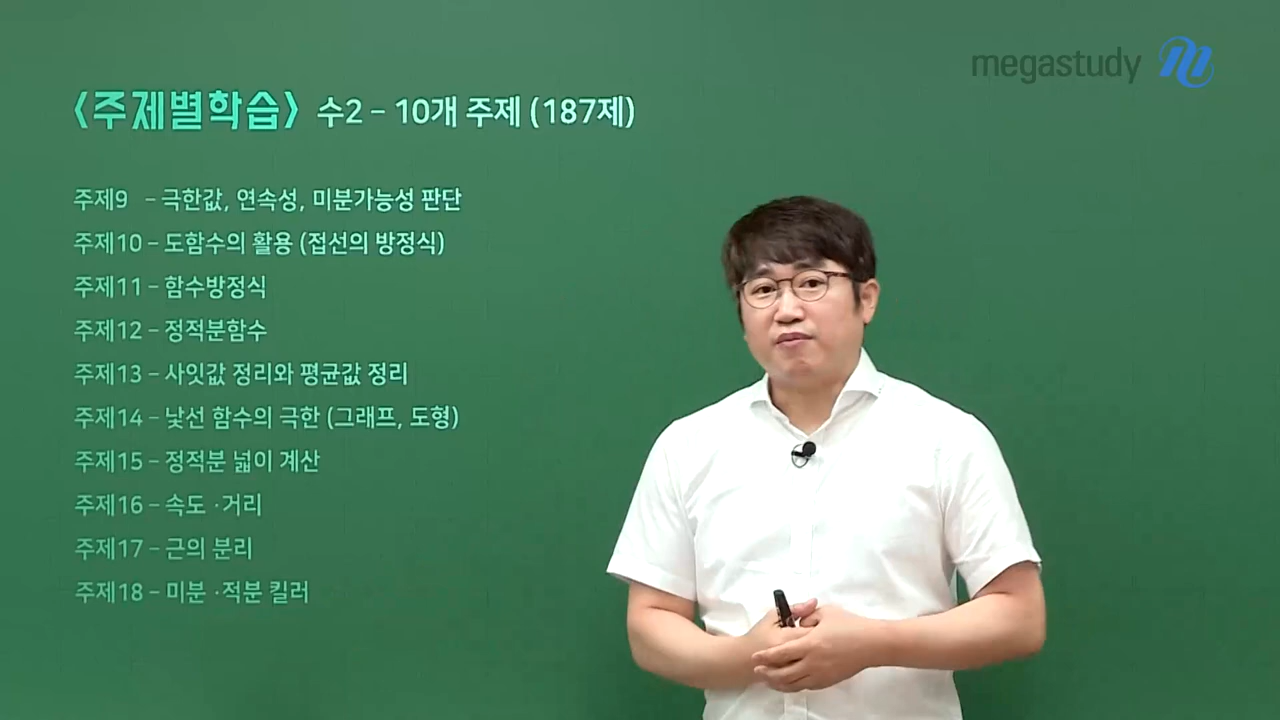 megastudy
<주제별학습> 수2 – 10개 주제 (187제)
주제9 – 극한값, 연속성, 미분가능성 판단
주제10 – 도함수의 활용 (접선의 방정식)
주제11 – 함수방정식
주제12 – 정적분함수
주제13 – 사잇값 정리와 평균값 정리
주제14 – 낯선 함수의 극한 (그래프, 도형)
주제15 – 정적분 넓이 계산
주제16 – 속도 ·거리
주제17 – 근의 분리
주제18 – 미분 ·적분 킬러